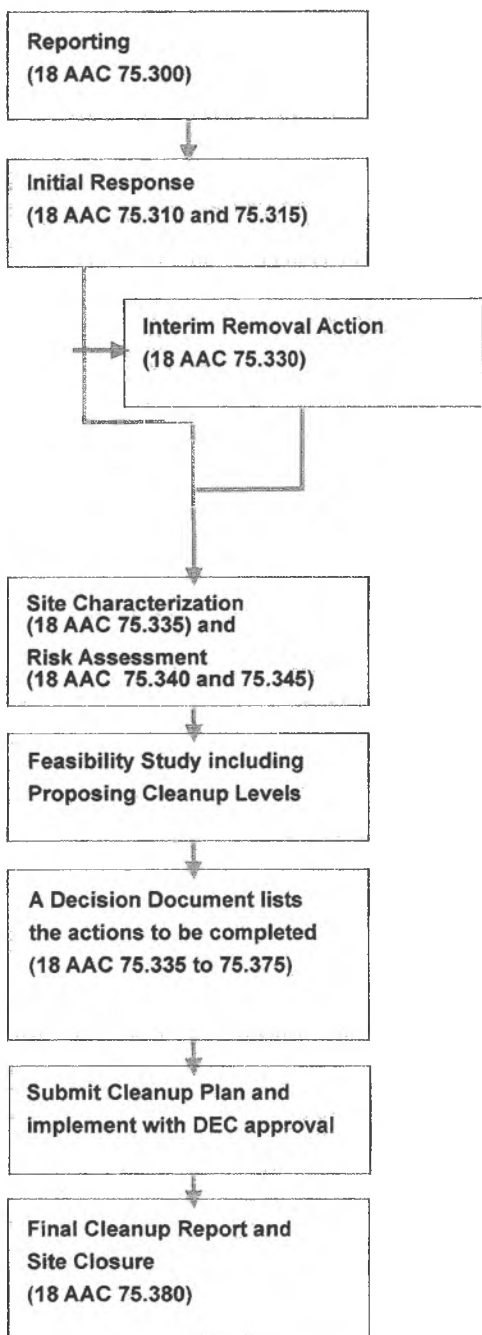 Reporting
(18 AAC 75.300)
Initial Response
(18 AAC 75.310 and 75.315)
Interim Removal Action
(18 AAC 75.330)
Site Characterization
(18 AAC 75.335) and
Risk Assessment
(18 AAC 75.340 and 75.345)
Feasibility Study including
Proposing Cleanup Levels
A Decision Document lists
the actions to be completed
(18 AAC 75.335 to 75.375)
Submit Cleanup Plan and
implement with DEC approval
Final Cleanup Report and
Site Closure
(18 AAC 75.380)